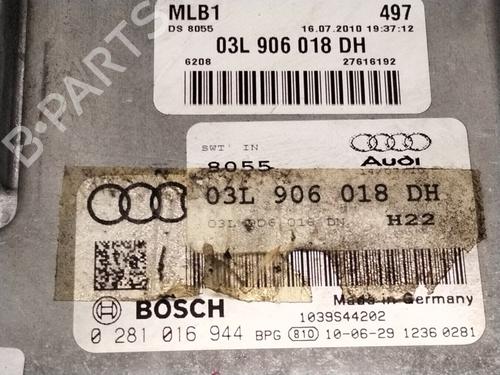 MLB1 497
DS 8055 16.07.2010 19:37:12
03L 906 018 DH
6208 27616192
B-PARTS
SWT' IN
8055 Audi
03L 906 018 DH
03L 906 018 DN H22
Made in Germany
BOSCH 1039S44202
0 281 016 944 BPG 810 10-06-29 1236 0281